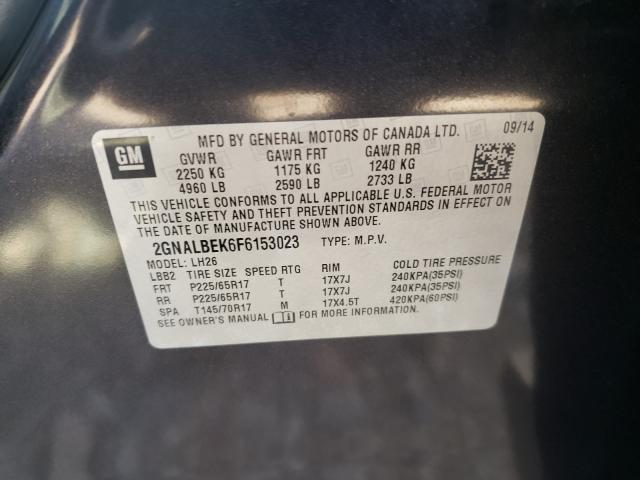 GM
MFD BY GENERAL MOTORS OF CANADA LTD. 09/14
GVWR GAWR FRT GAWR RR
2250 KG 1175 KG 1240 KG
4960 LB 2590 LB 2733 LB
THIS VEHICLE CONFORMS TO ALL APPLICABLE U.S. FEDERAL MOTOR
VEHICLE SAFETY AND THEFT PREVENTION STANDARDS IN EFFECT ON
THE DATE OF MANUFACTURE SHOWN ABOVE.
2GNALBEK6F6153023 TYPE: M.P.V.
MODEL: LH26
LBB2 TIRE SIZE SPEED RTG RIM COLD TIRE PRESSURE
FRT P225/65R17 T 17X7J 240KPA(35PSI)
RR P225/65R17 T 17X7J 240KPA(35PSI)
SPA T145/70R17 M 17X4.5T 420KPA(60PSI)
SEE OWNER'S MANUAL FOR MORE INFORMATION